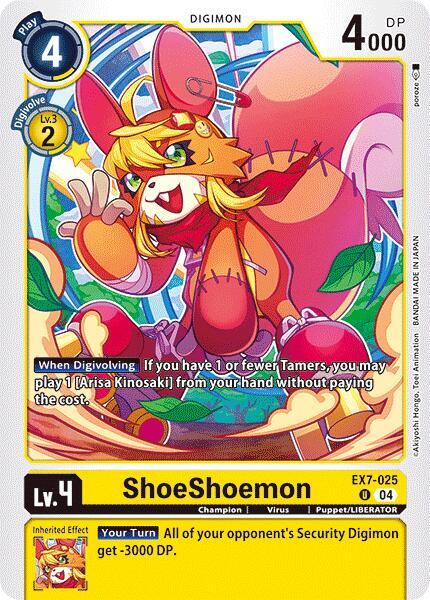 DIGIMON
Play
4
4000
DP
Digivolve
Lv.3
2
poroze
©Akiyoshi Hongo, Toei Animation BANDAI MADE IN JAPAN
When Digivolving If you have 1 or fewer Tamers, you may
play 1 [Arisa Kinosaki] from your hand without paying
the cost.
Lv.4
ShoeShoemon
EX7-025
U 04
Champion | Virus | Puppet/LIBERATOR
Inherited Effect
Your Turn All of your opponent's Security Digimon
get -3000 DP.